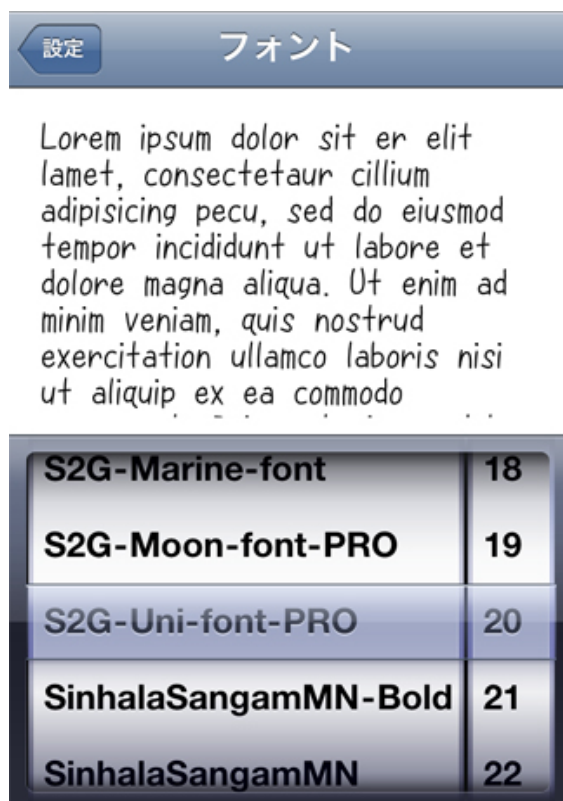 設定
フォント
Lorem ipsum dolor sit er elit
lamet, consectetaur cillium
adipisicing pecu, sed do eiusmod
tempor incididunt ut labore et
dolore magna aliqua. Ut enim ad
minim veniam, quis nostrud
exercitation ullamco laboris nisi
ut aliquip ex ea commodo
S2G-Marine-font 18
S2G-Moon-font-PRO 19
S2G-Uni-font-PRO 20
SinhalaSangamMN-Bold 21
SinhalaSangamMN 22